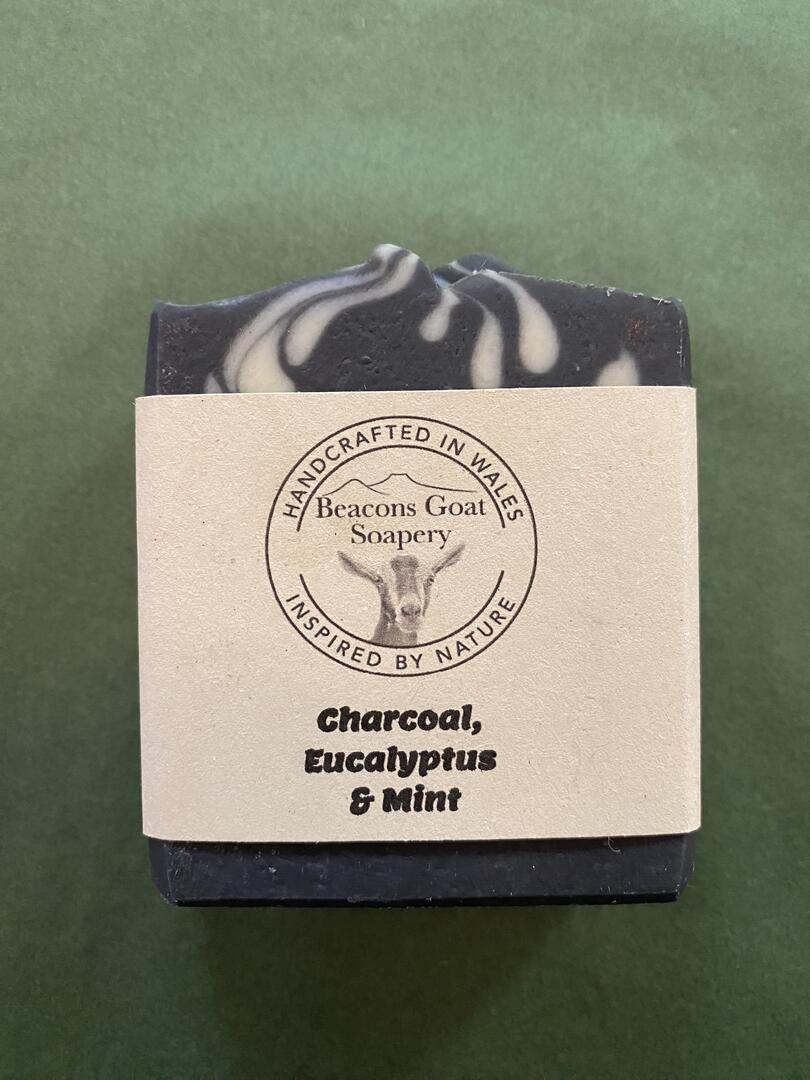 HANDCRAFTED IN WALES
Beacons Goat
Soapery
INSPIRED BY NATURE
Charcoal,
Eucalyptus
& Mint